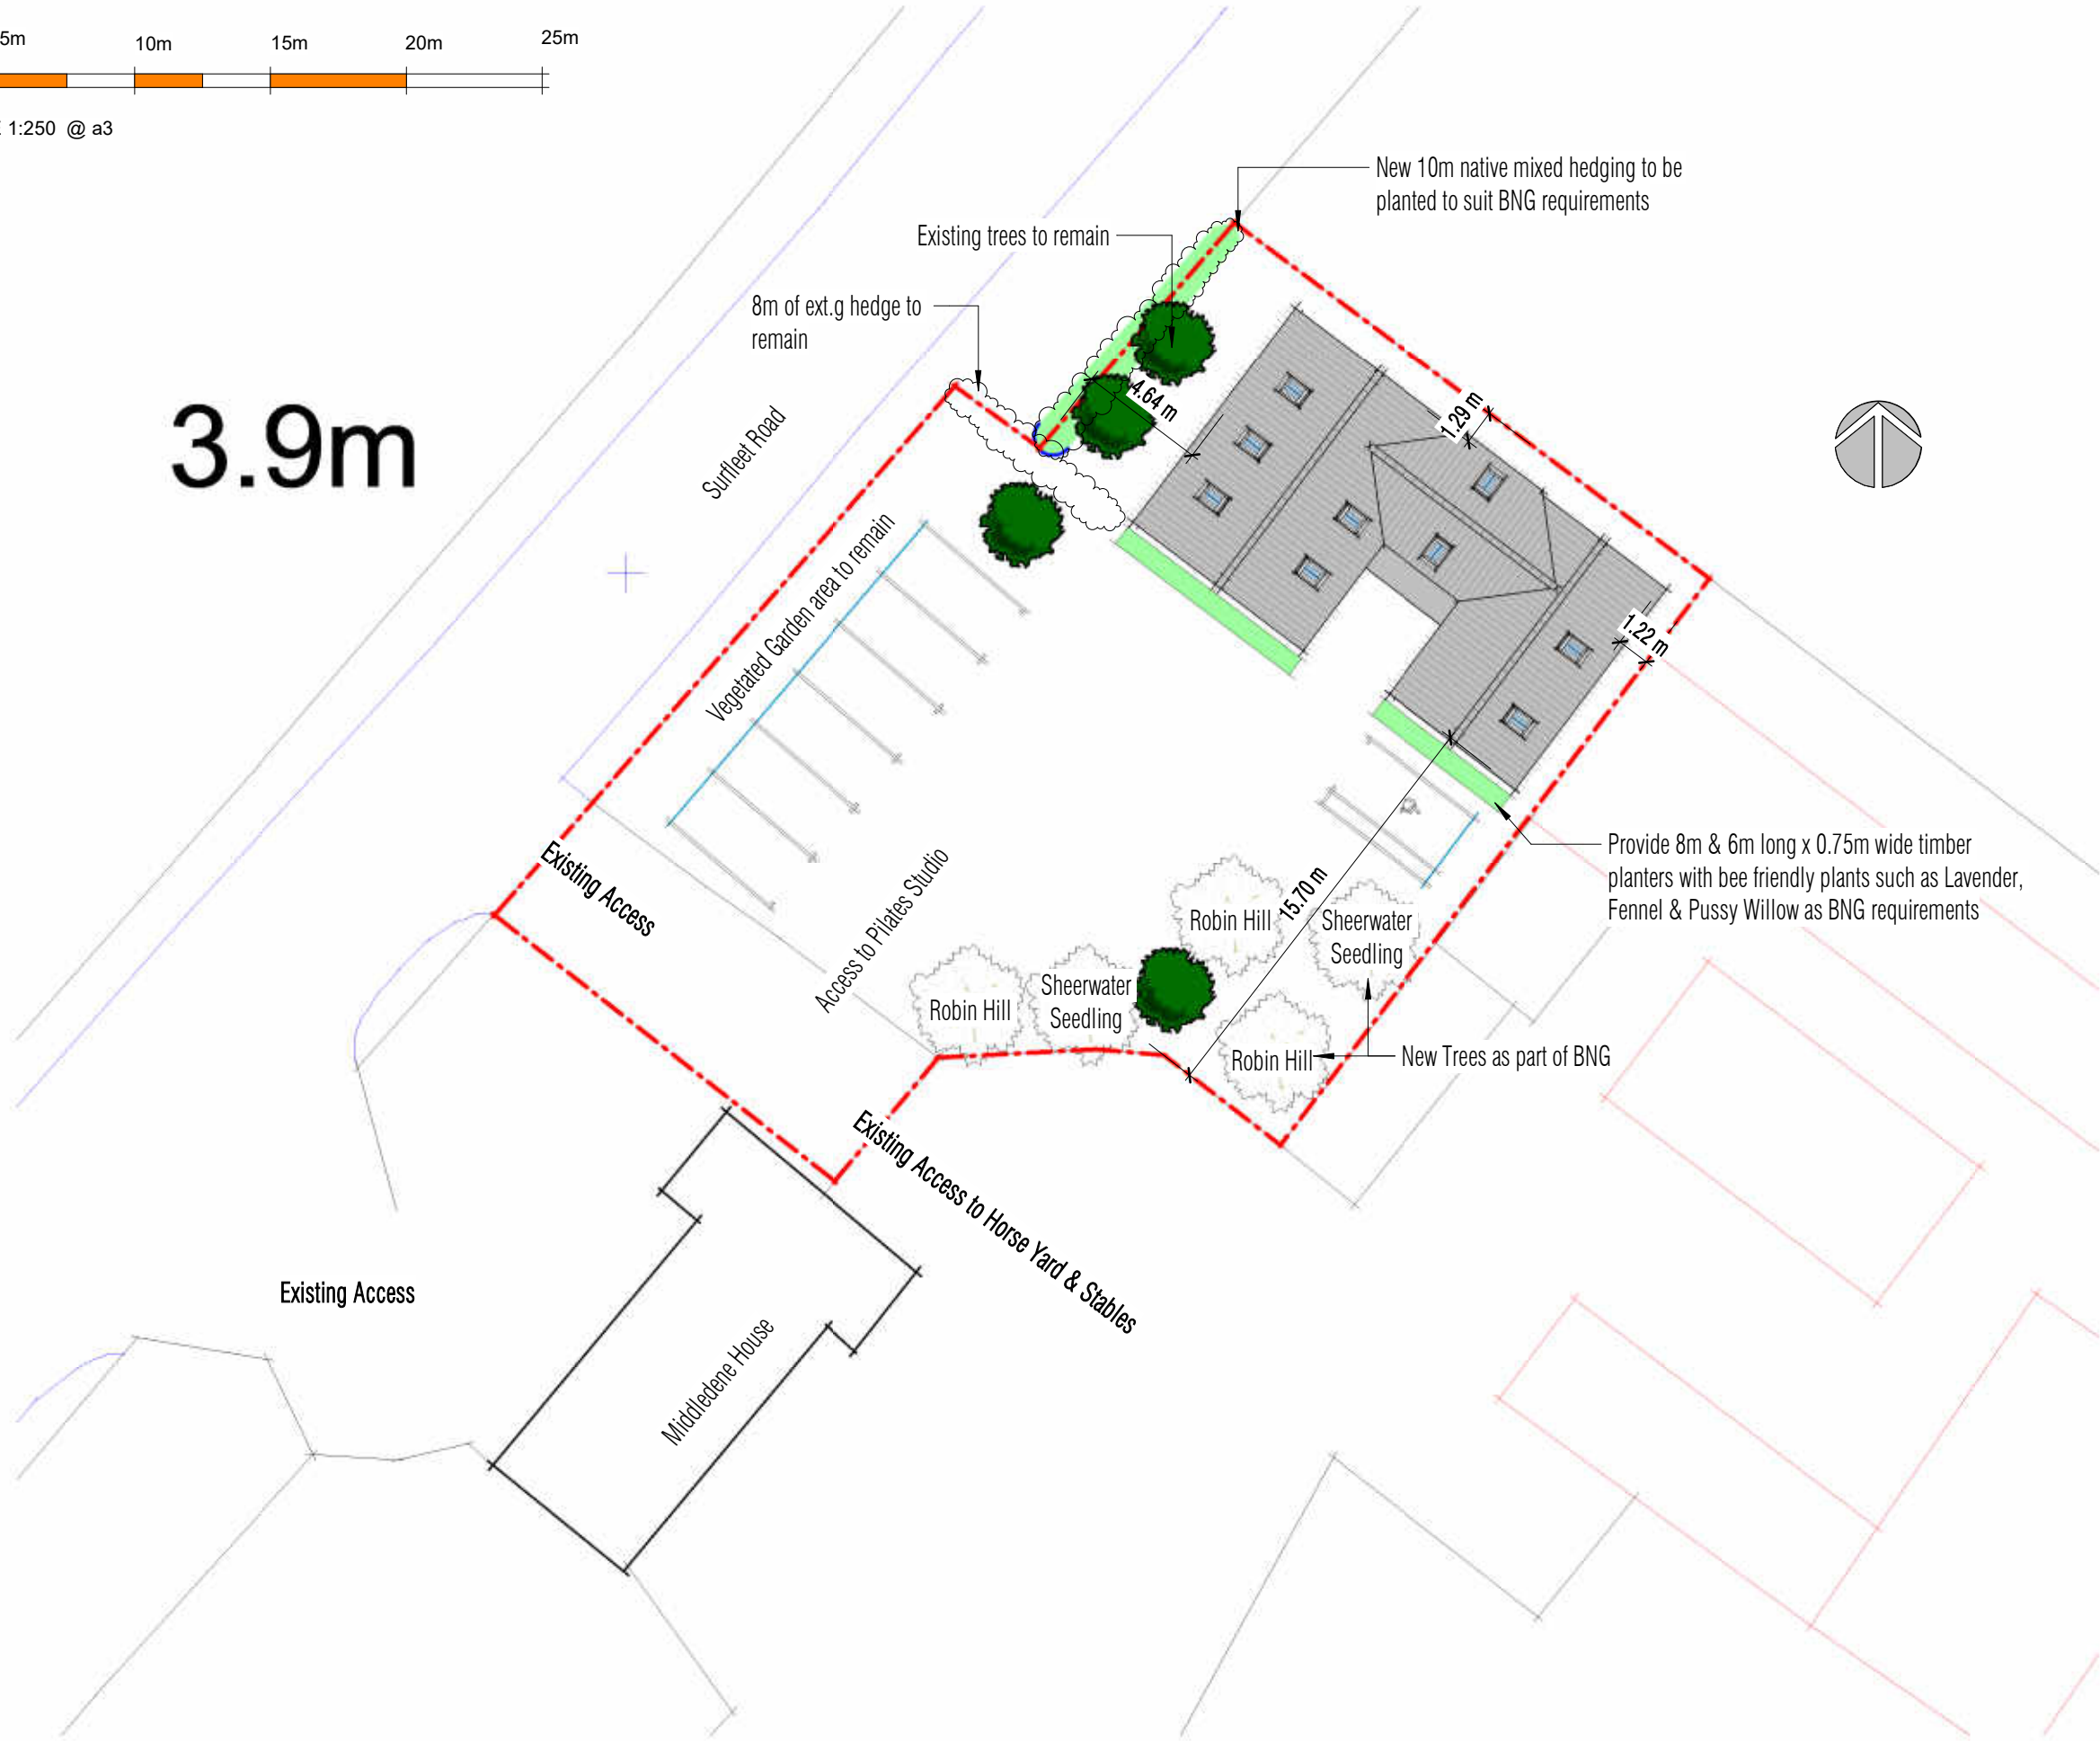 5m 10m 15m 20m 25m
1:250 @ a3
3.9m
New 10m native mixed hedging to be
planted to suit BNG requirements
Existing trees to remain
8m of ext.g hedge to
remain
4.64 m
1.29 m
Surfleet Road
Vegetated Garden area to remain
1.22 m
Existing Access
Access to Pilates Studio
15.70 m
Provide 8m & 6m long x 0.75m wide timber
planters with bee friendly plants such as Lavender,
Fennel & Pussy Willow as BNG requirements
Robin Hill
Sheerwater
Seedling
Robin Hill
Sheerwater
Seedling
Robin Hill
New Trees as part of BNG
Existing Access to Horse Yard & Stables
Existing Access
Middledene House